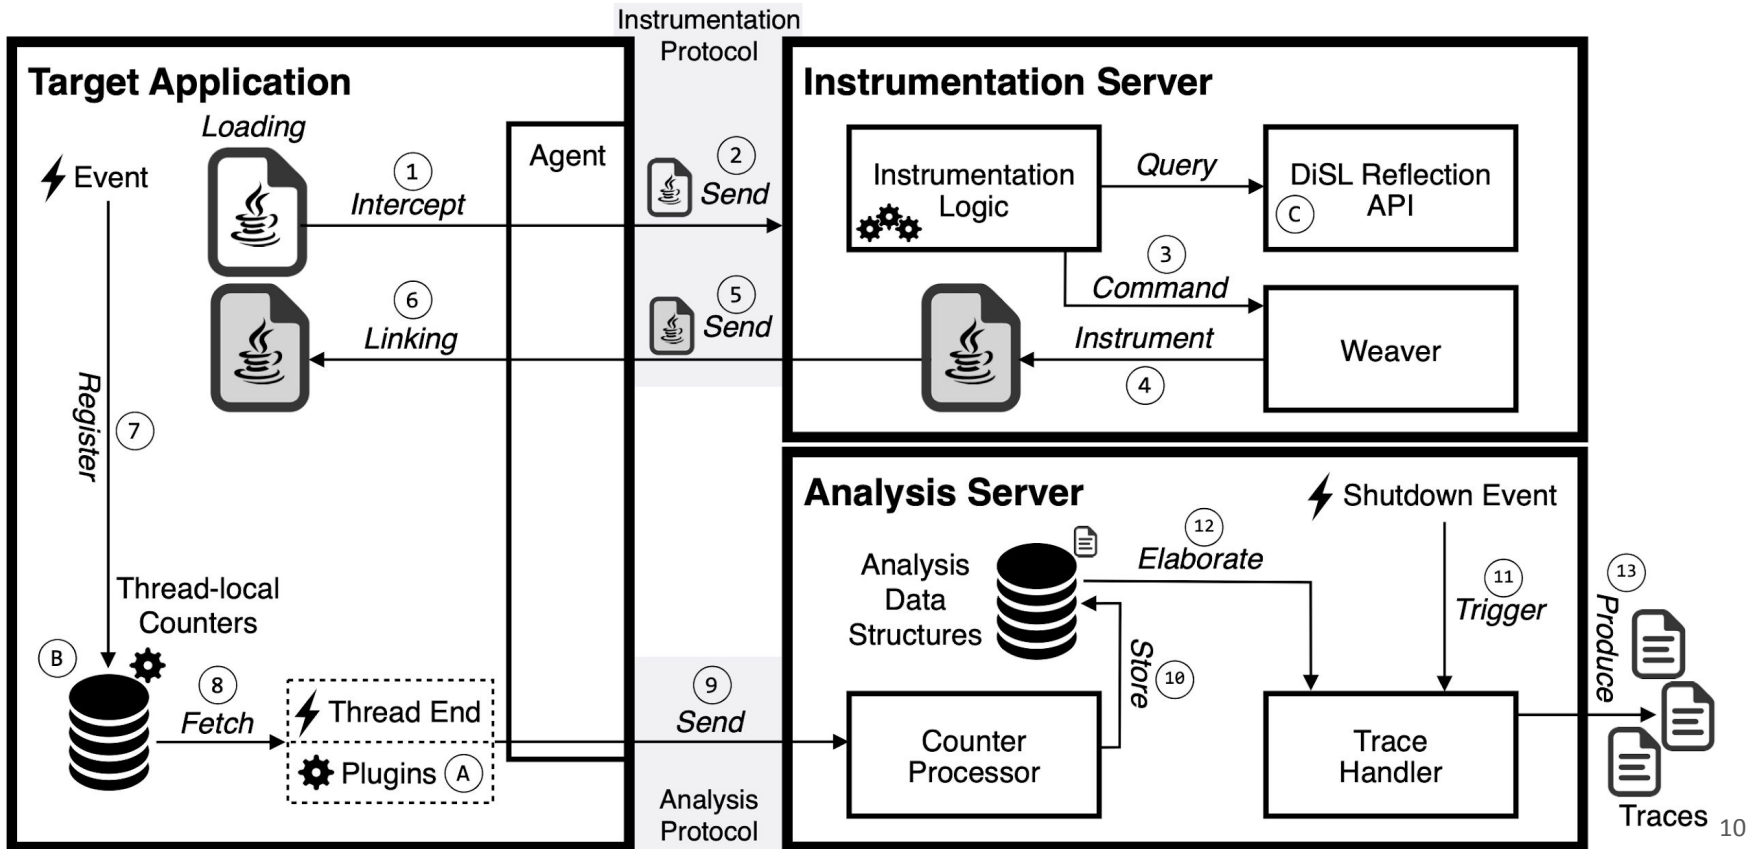 Instrumentation
Protocol
Target Application
Loading
Event
1
Intercept
Agent
2
Send
6
Linking
5
Send
Register
7
Thread-local
Counters
B
8
Fetch
Thread End
Plugins A
9
Send
Analysis
Protocol
Instrumentation Server
Instrumentation
Logic
Query
DiSL Reflection
API
C
3
Command
Instrument
4
Weaver
Analysis Server
Shutdown Event
12
Elaborate
Analysis
Data
Structures
11
Trigger
Store
10
Counter
Processor
Trace
Handler
13
Produce
Traces
10